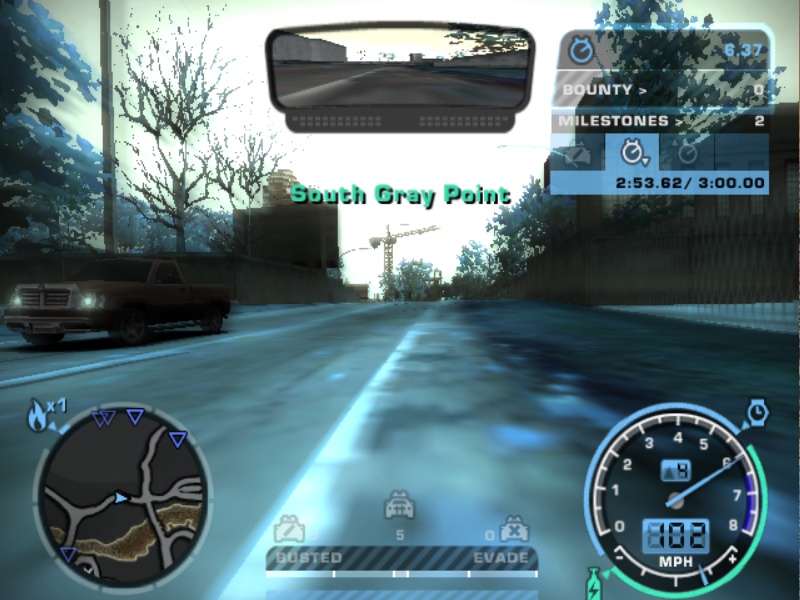 6.37
BOUNTY > 0
MILESTONES > 2
2:53.62/ 3:00.00
South Gray Point
x1
0 1 2 3 4 5 6 7 8
4
102
MPH
5 0
BUSTED EVADE